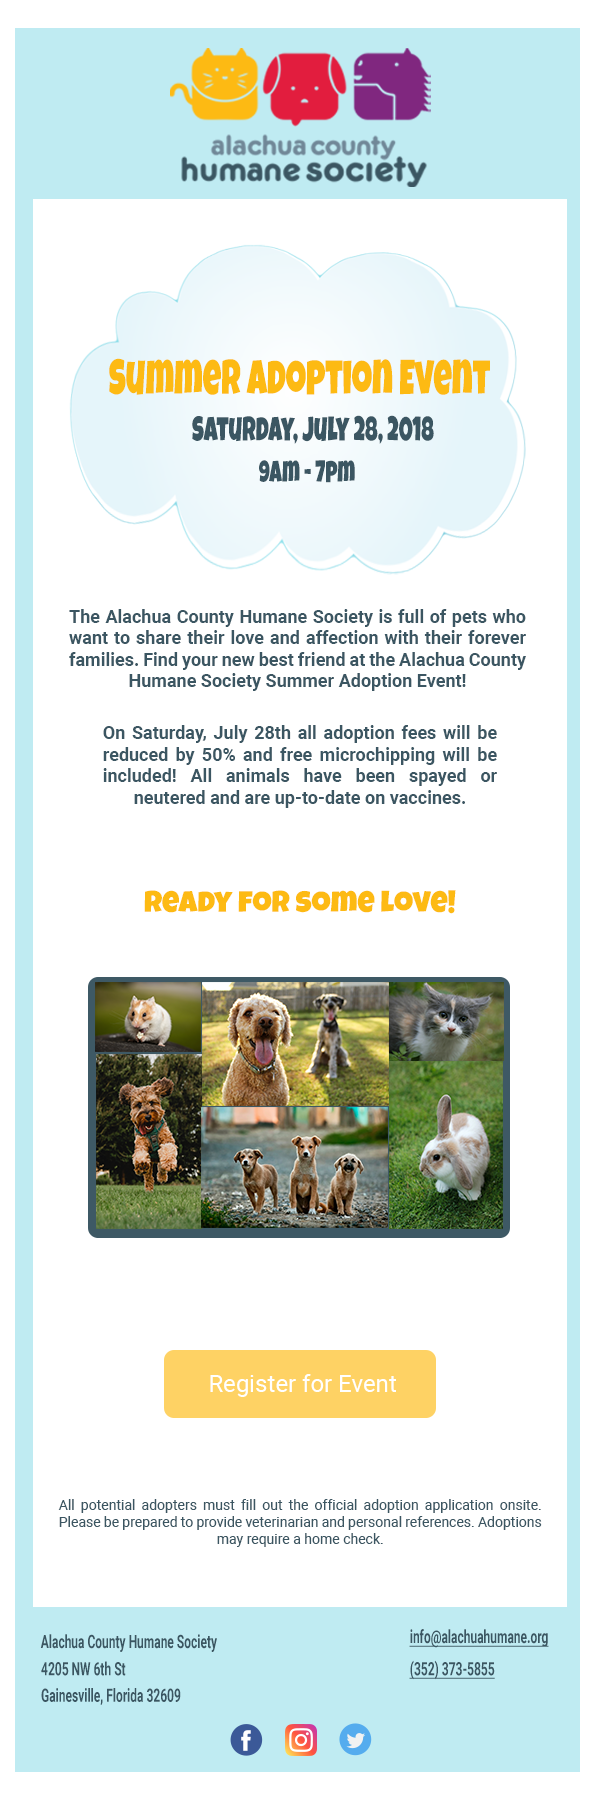 alachua county
humane society
Summer Adoption Event
Saturday, July 28, 2018
9am - 7pm
The Alachua County Humane Society is full of pets who
want to share their love and affection with their forever
families. Find your new best friend at the Alachua County
Humane Society Summer Adoption Event!
On Saturday, July 28th all adoption fees will be
reduced by 50% and free microchipping will be
included! All animals have been spayed or
neutered and are up-to-date on vaccines.
Ready for some love!
Register for Event
All potential adopters must fill out the official adoption application onsite.
Please be prepared to provide veterinarian and personal references. Adoptions
may require a home check.
Alachua County Humane Society
4205 NW 6th St
Gainesville, Florida 32609
info@alachuahumane.org
(352) 373-5855